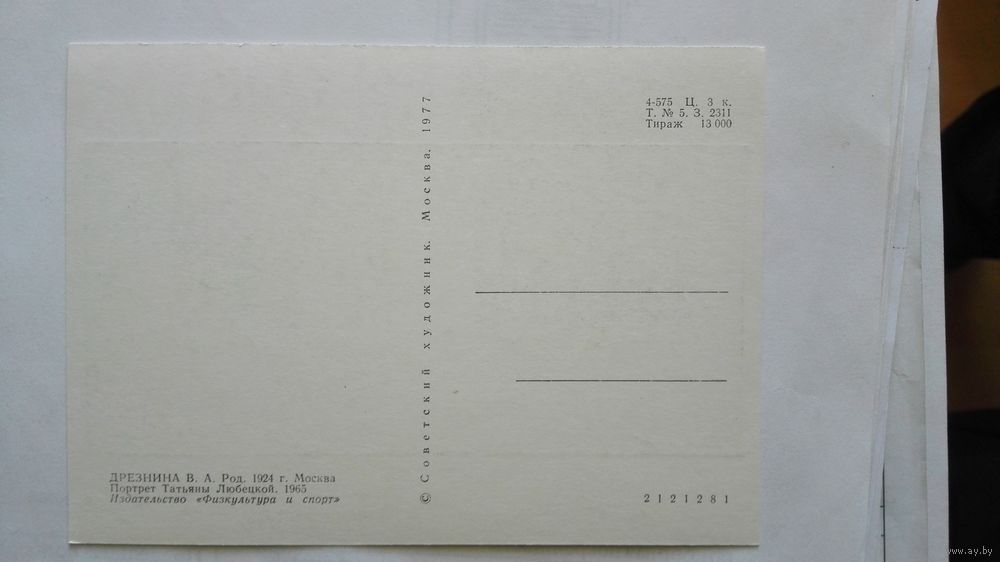 4-575 Ц. 3 к.
Т. № 5. З. 2311
Тираж 13 000
© Советский художник. Москва. 1977
ДРЕЗНИНА В. А. Род. 1924 г. Москва
Портрет Татьяны Любецкой. 1965
Издательство «Физкультура и спорт»
2121281
www.ay.by